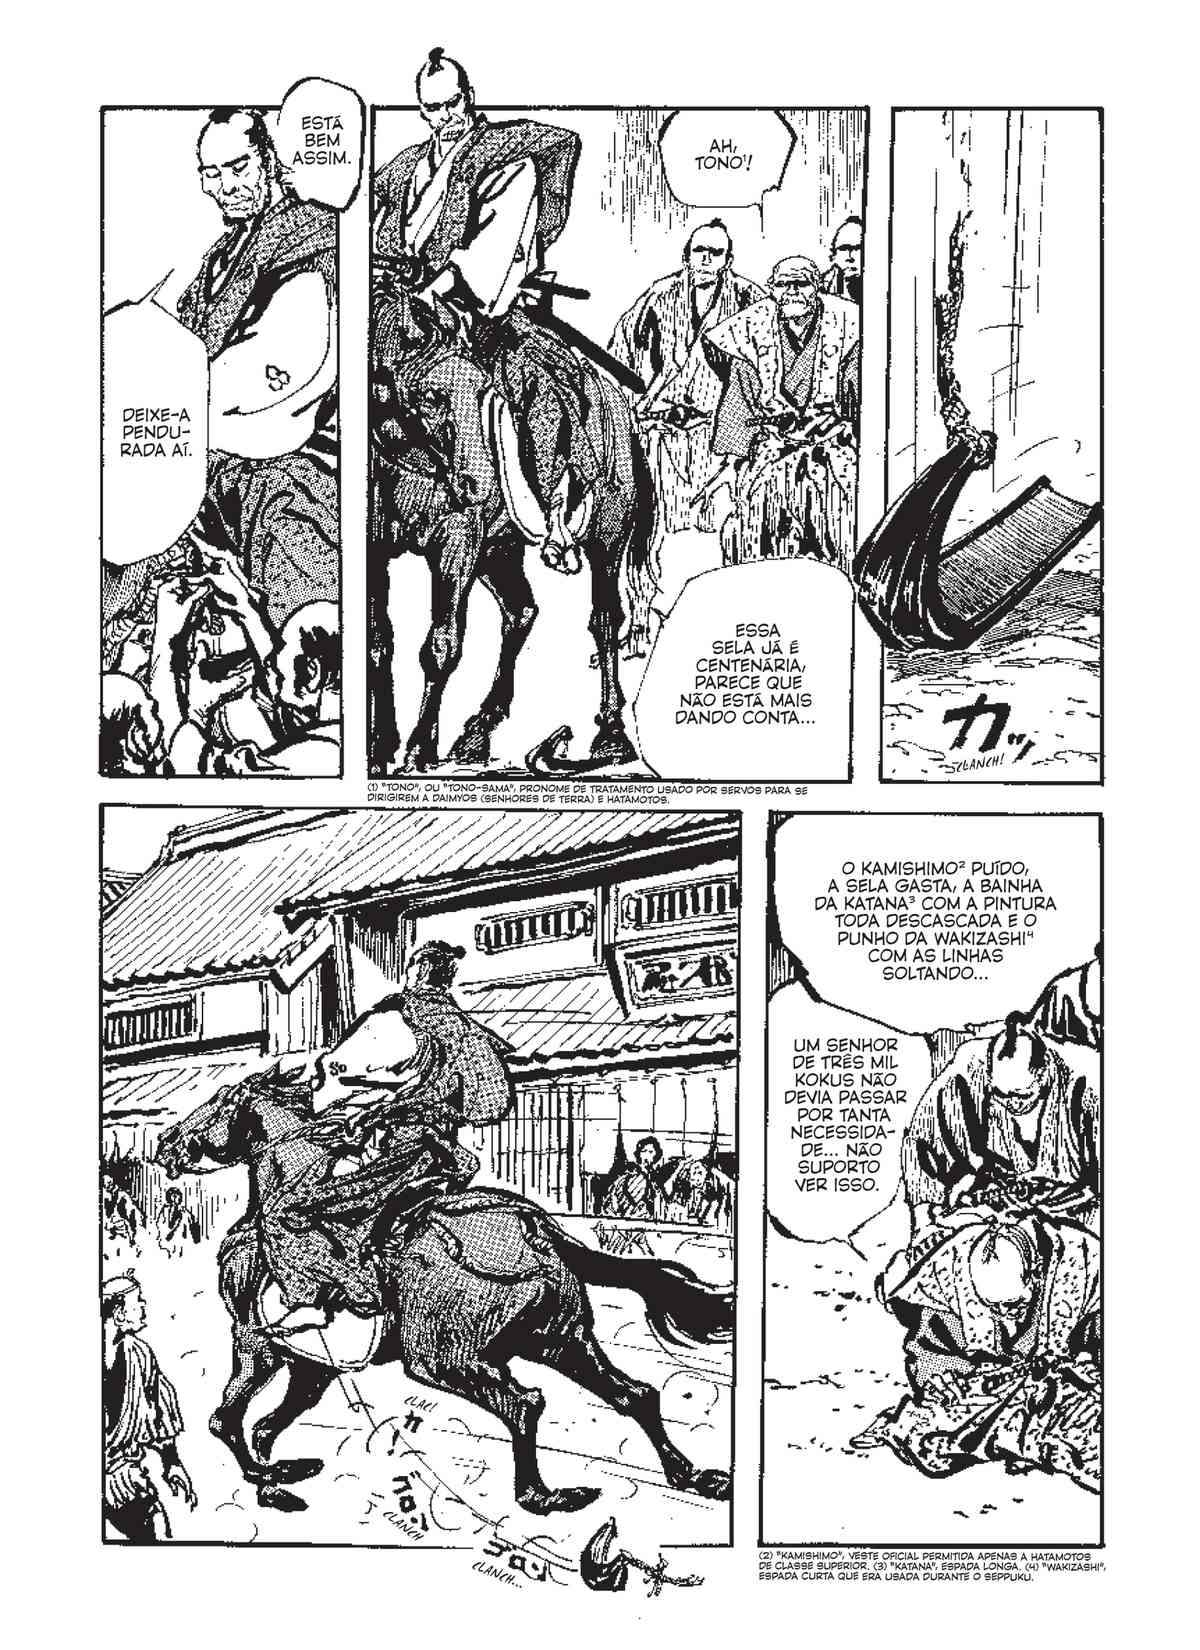 カッ
SCLANCH!
AH,
TONO¹!
ESSA
SELA JÁ É
CENTENÁRIA,
PARECE QUE
NÃO ESTÁ MAIS
DANDO CONTA...
(1) "TONO", OU "TONO-SAMA", PRONOME DE TRATAMENTO USADO POR SERVOS PARA SE
DIRIGIREM A DAIMYOS (SENHORES DE TERRA) E HATAMOTOS.
ESTÁ
BEM
ASSIM.
DEIXE-A
PENDU-
RADA AÍ.
O KAMISHIMO² PUÍDO,
A SELA GASTA, A BAINHA
DA KATANA³ COM A PINTURA
TODA DESCASCADA E O
PUNHO DA WAKIZASHI⁴
COM AS LINHAS
SOLTANDO...
UM SENHOR
DE TRÊS MIL
KOKUS NÃO
DEVIA PASSAR
POR TANTA
NECESSIDA-
DE... NÃO
SUPORTO
VER ISSO.
(2) "KAMISHIMO", VESTE OFICIAL PERMITIDA APENAS A HATAMOTOS
DE CLASSE SUPERIOR. (3) "KATANA", ESPADA LONGA. (4) "WAKIZASHI",
ESPADA CURTA QUE ERA USADA DURANTE O SEPPUKU.
CLAC!
CLANCH
CLANCH...